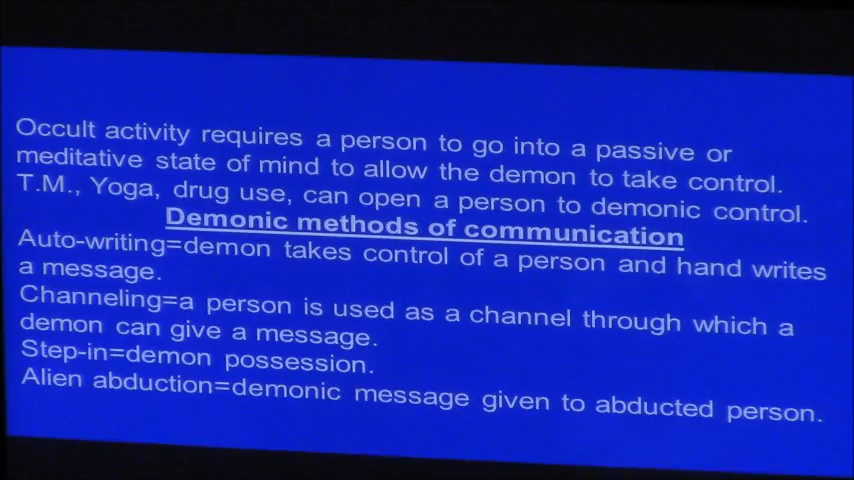 Occult activity requires a person to go into a passive or
meditative state of mind to allow the demon to take control.
T.M., Yoga, drug use, can open a person to demonic control.
Demonic methods of communication
Auto-writing=demon takes control of a person and hand writes
a message.
Channeling=a person is used as a channel through which a
demon can give a message.
Step-in=demon possession.
Alien abduction=demonic message given to abducted person.